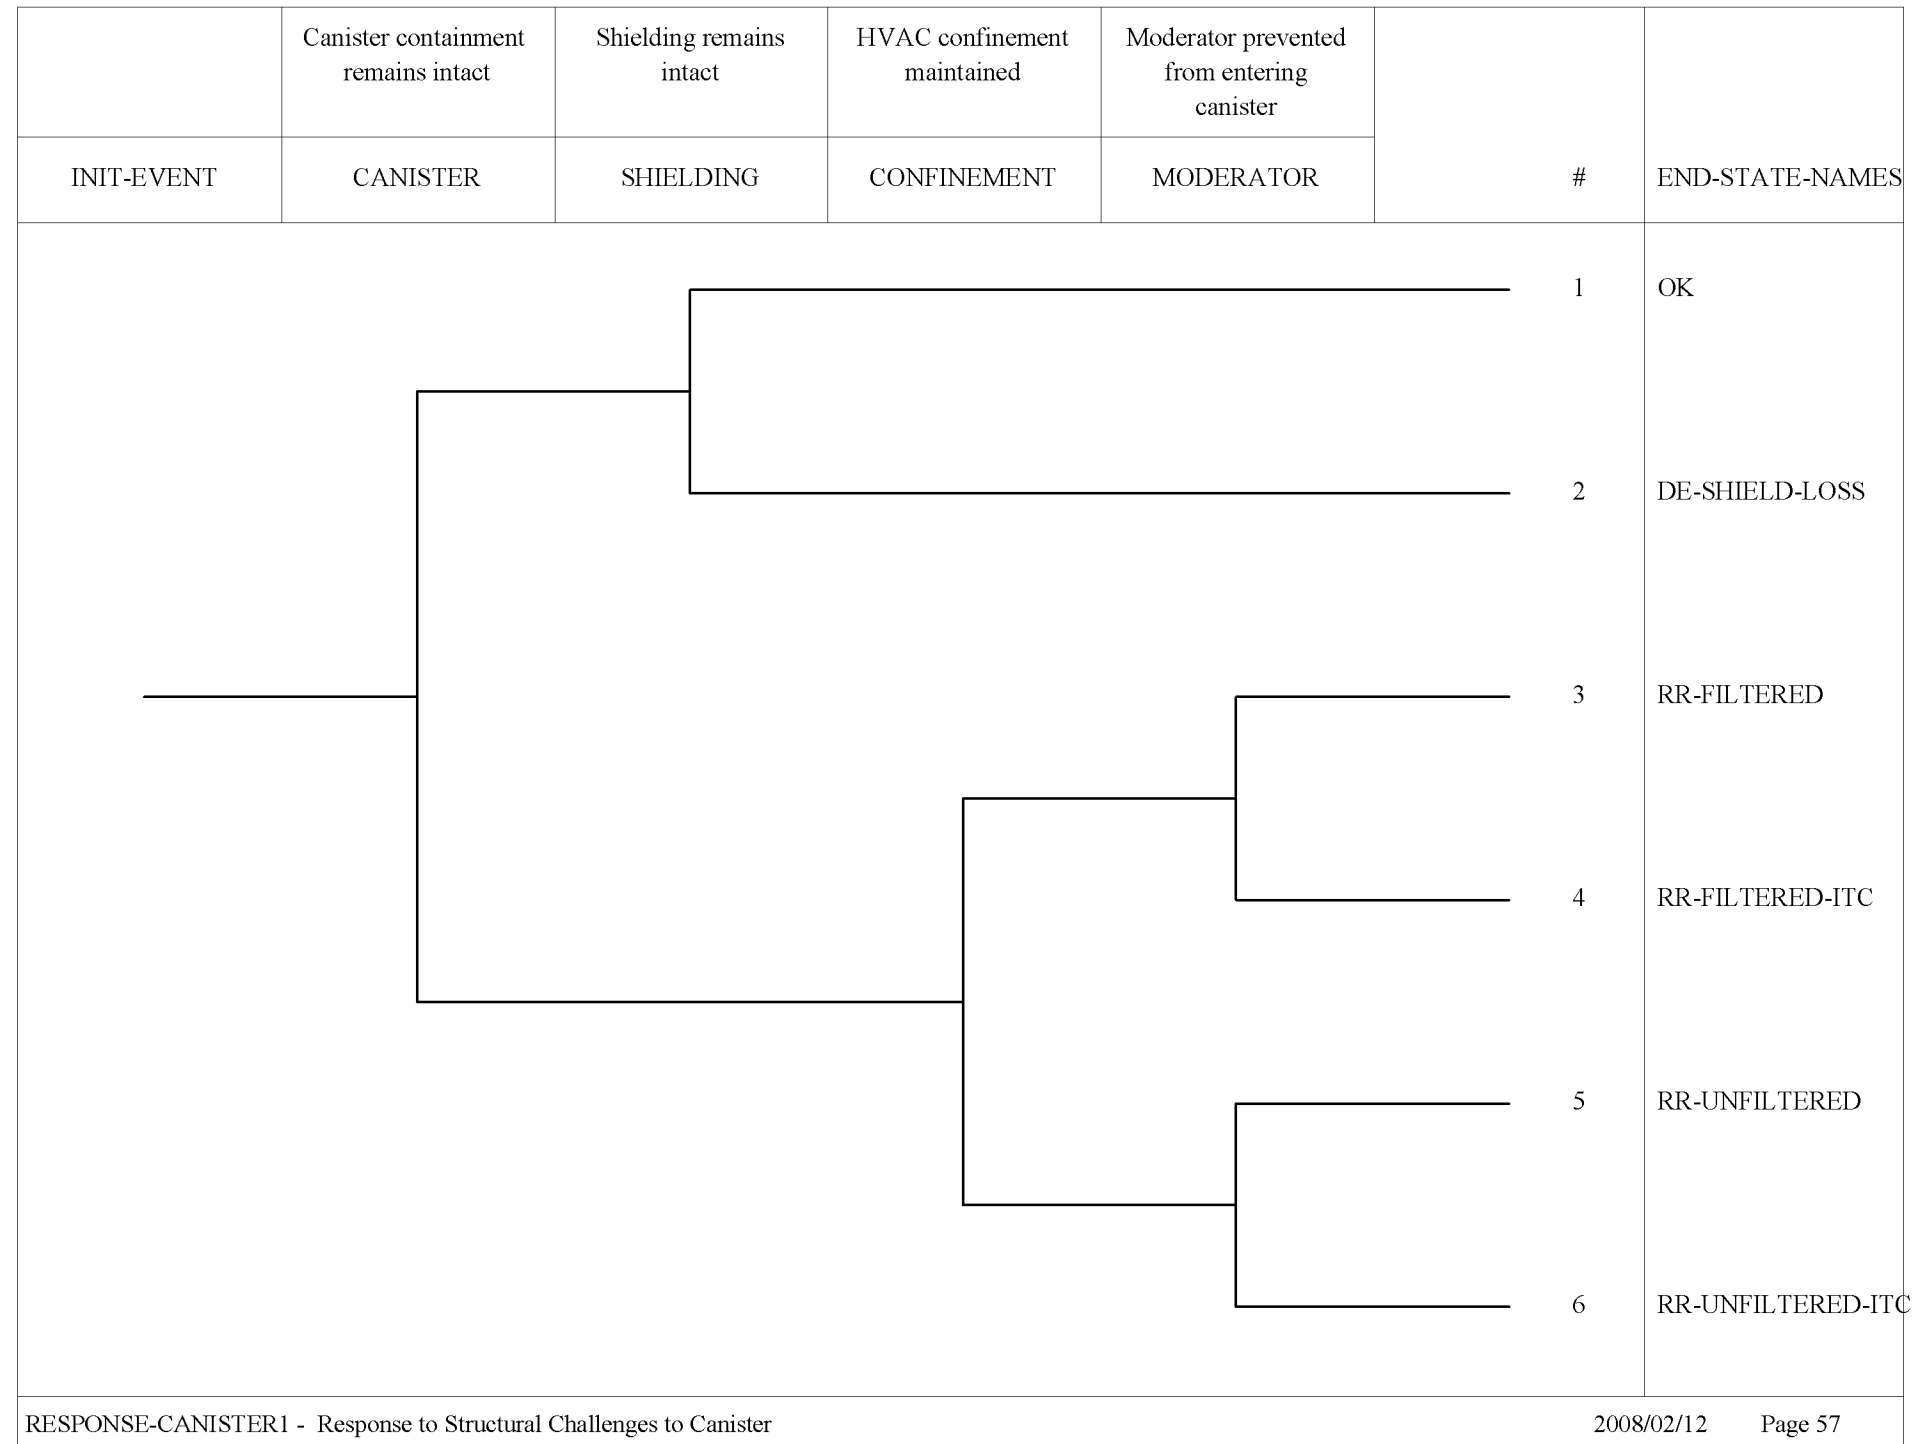 Canister containment
remains intact
Shielding remains
intact
HVAC confinement
maintained
Moderator prevented
from entering
canister
INIT-EVENT
CANISTER
SHIELDING
CONFINEMENT
MODERATOR
#
END-STATE-NAMES
1 OK
2 DE-SHIELD-LOSS
3 RR-FILTERED
4 RR-FILTERED-ITC
5 RR-UNFILTERED
6 RR-UNFILTERED-ITC
RESPONSE-CANISTER1 - Response to Structural Challenges to Canister
2008/02/12 Page 57